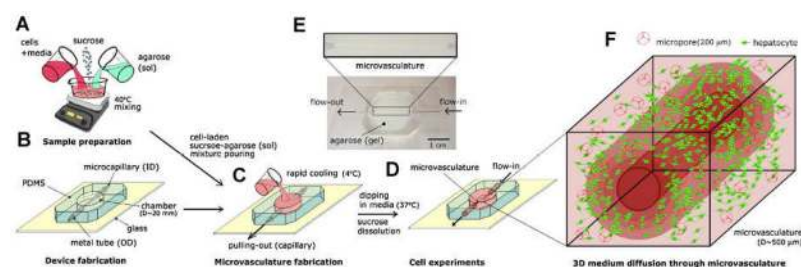 A
cells
+media
sucrose
agarose
(sol)
40°C
mixing
Sample preparation
B
microcapillary (ID)
PDMS
chamber
(D~20 mm)
glass
metal tube (OD)
Device fabrication
cell-laden
sucrsoe-agarose (sol)
mixture pouring
C
rapid cooling (4°C)
pulling-out (capillary)
Microvasculature fabrication
dipping
in media (37°C)
sucrose
dissolution
D
microvasculature
flow-in
Cell experiments
E
microvasculature
flow-out
flow-in
agarose (gel)
1 cm
F
micropore(200 μm)
hepatocyte
microvasculature
(D~500 μm)
3D medium diffusion through microvasculature